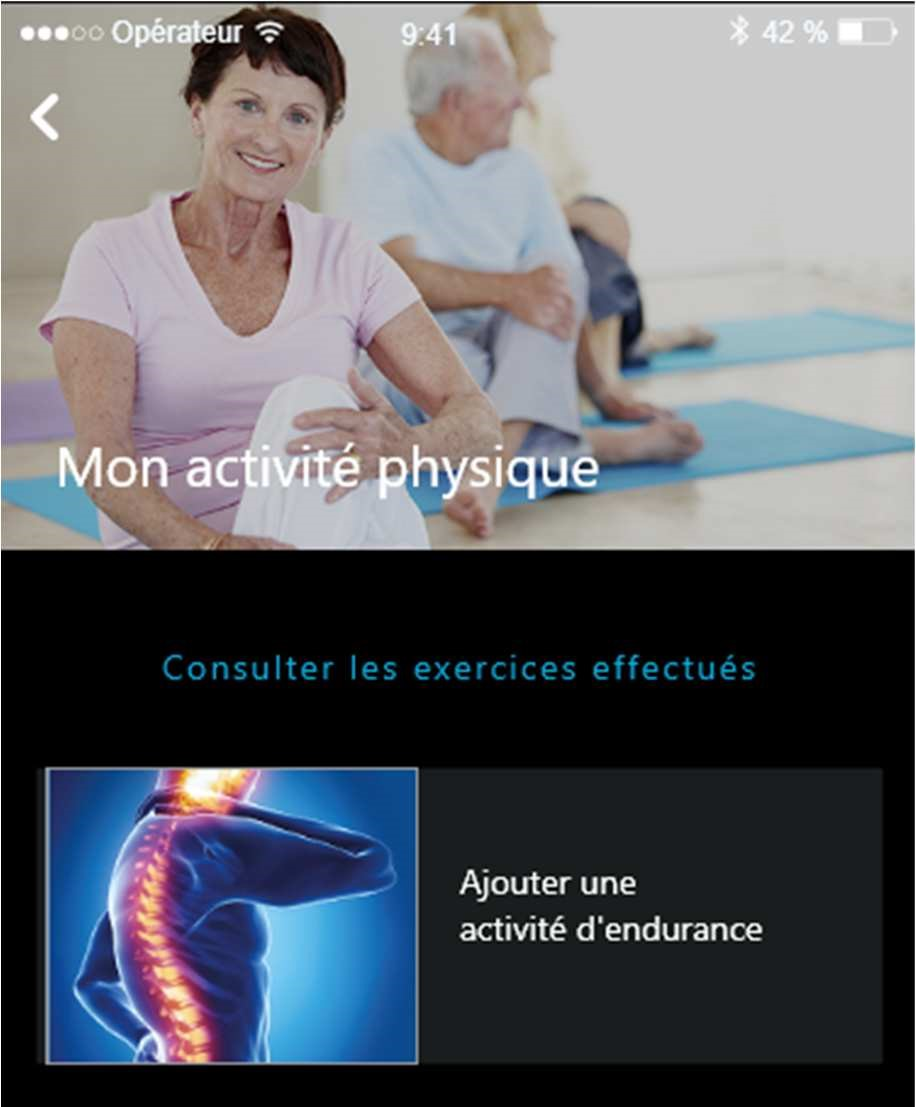 Opérateur 9:41 42 %
Mon activité physique
Consulter les exercices effectués
Ajouter une
activité d'endurance